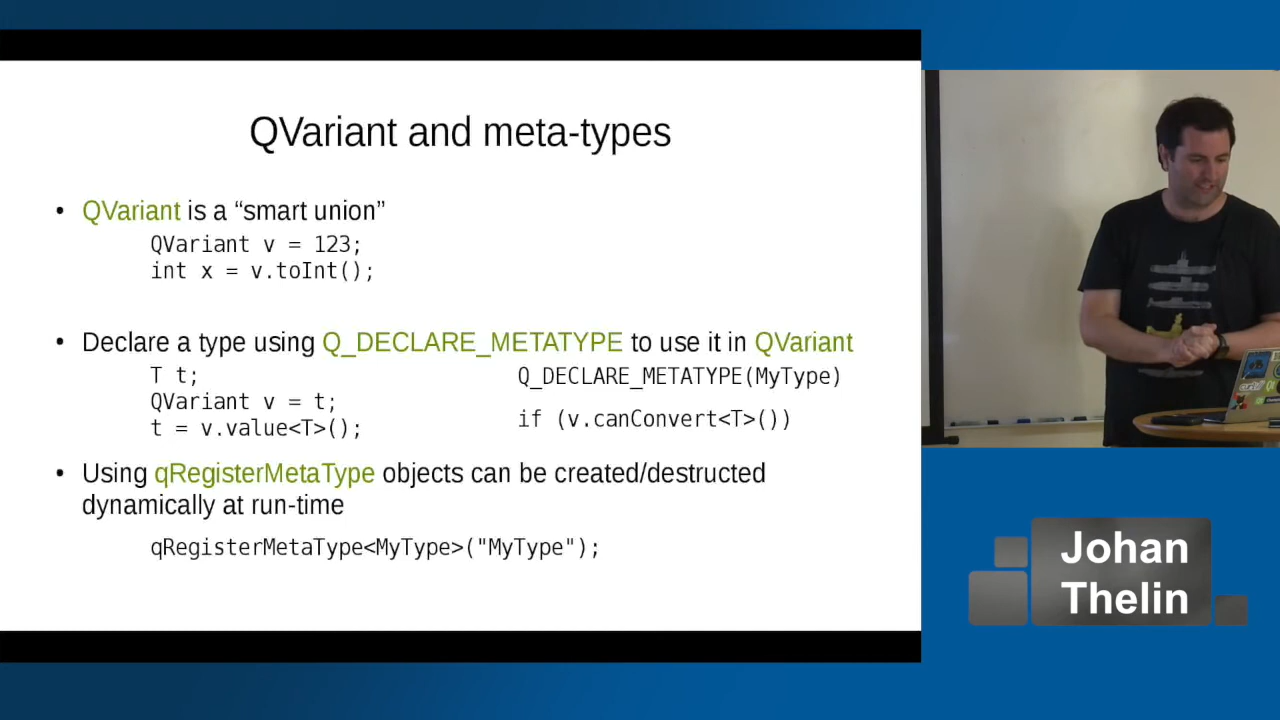 QVariant and meta-types
• QVariant is a “smart union”
QVariant v = 123;
int x = v.toInt();
• Declare a type using Q_DECLARE_METATYPE to use it in QVariant
T t;
QVariant v = t;
t = v.value<T>();
Q_DECLARE_METATYPE(MyType)
if (v.canConvert<T>())
• Using qRegisterMetaType objects can be created/destructed
dynamically at run-time
qRegisterMetaType<MyType>("MyType");
Johan
Thelin